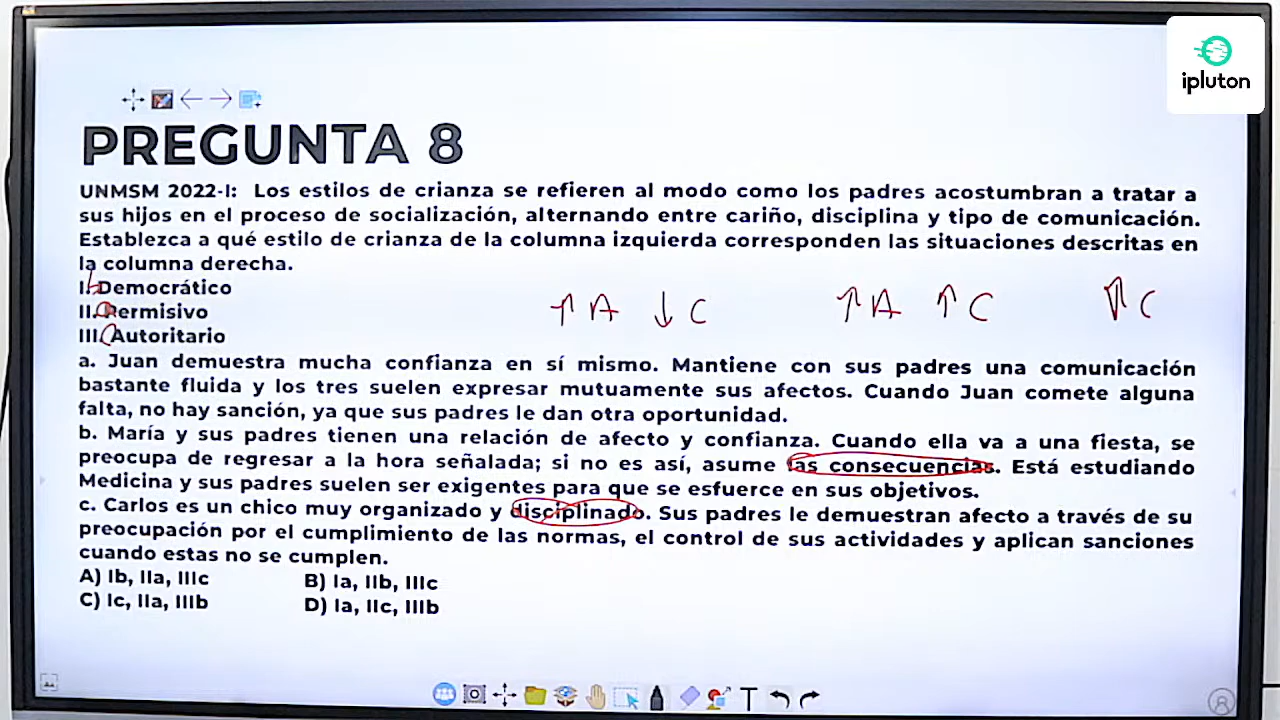 ipluton
PREGUNTA 8
UNMSM 2022-I: Los estilos de crianza se refieren al modo como los padres acostumbran a tratar a
sus hijos en el proceso de socialización, alternando entre cariño, disciplina y tipo de comunicación.
Establezca a qué estilo de crianza de la columna izquierda corresponden las situaciones descritas en
la columna derecha.
I. b Democrático
II. a Permisivo
III. c Autoritario
↑ A ↓ C ↑ A ↑ C ↑ C
a. Juan demuestra mucha confianza en sí mismo. Mantiene con sus padres una comunicación
bastante fluida y los tres suelen expresar mutuamente sus afectos. Cuando Juan comete alguna
falta, no hay sanción, ya que sus padres le dan otra oportunidad.
b. María y sus padres tienen una relación de afecto y confianza. Cuando ella va a una fiesta, se
preocupa de regresar a la hora señalada; si no es así, asume las consecuencias. Está estudiando
Medicina y sus padres suelen ser exigentes para que se esfuerce en sus objetivos.
c. Carlos es un chico muy organizado y disciplinado. Sus padres le demuestran afecto a través de su
preocupación por el cumplimiento de las normas, el control de sus actividades y aplican sanciones
cuando estas no se cumplen.
A) Ib, IIa, IIIc B) Ia, IIb, IIIc
C) Ic, IIa, IIIb D) Ia, IIc, IIIb